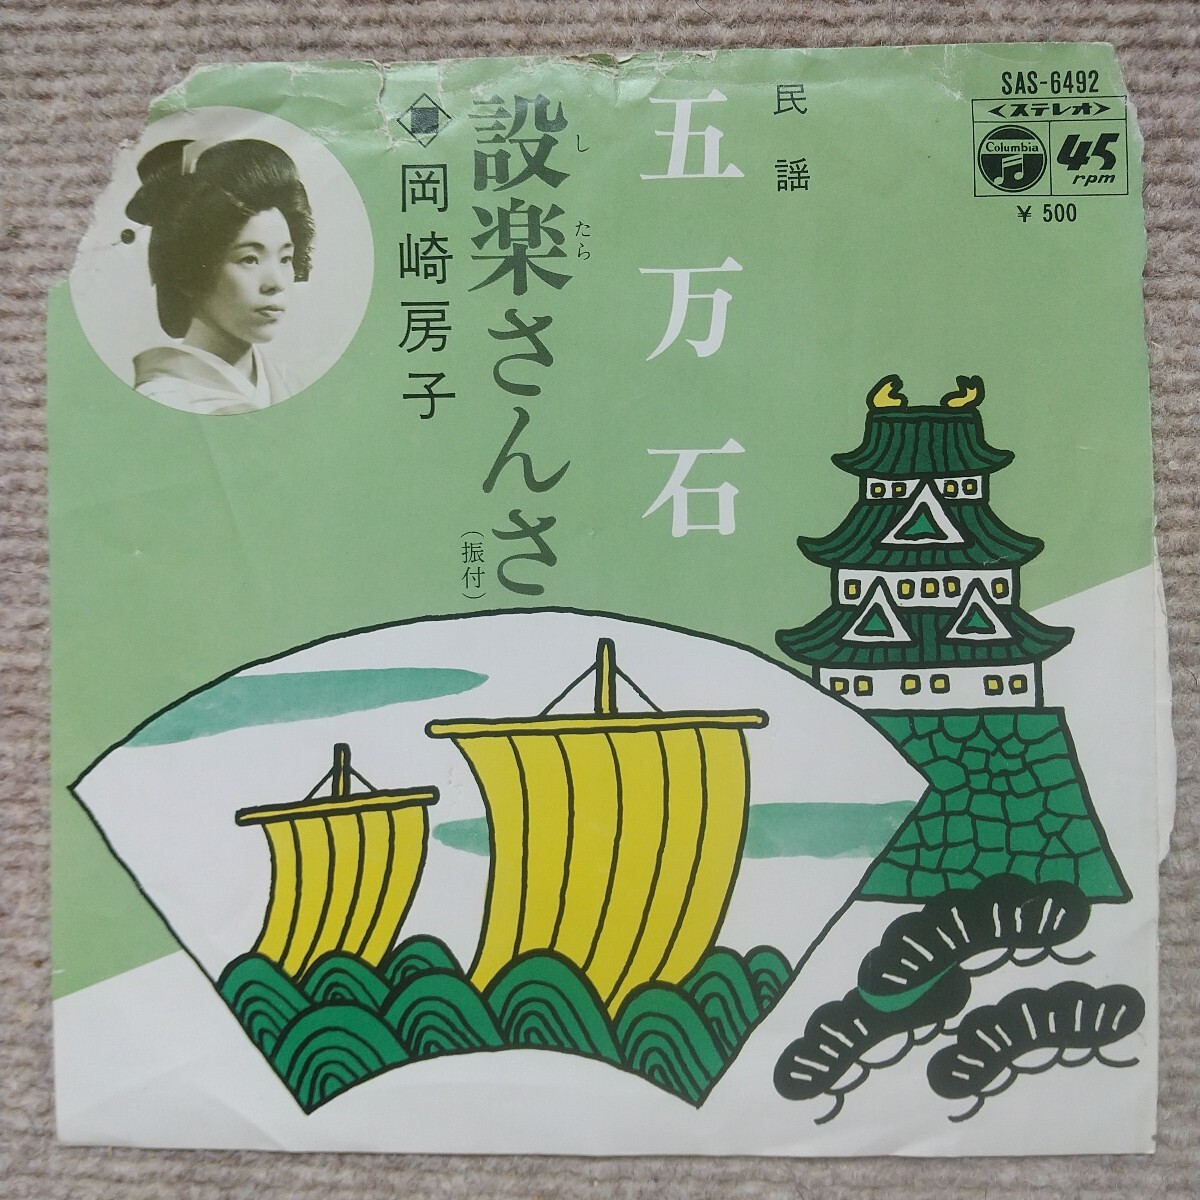 SAS-6492
<ステレオ>
Columbia
45
rpm
¥ 500
民謡
五万石
設楽さんさ
したら
(振付)
岡崎房子